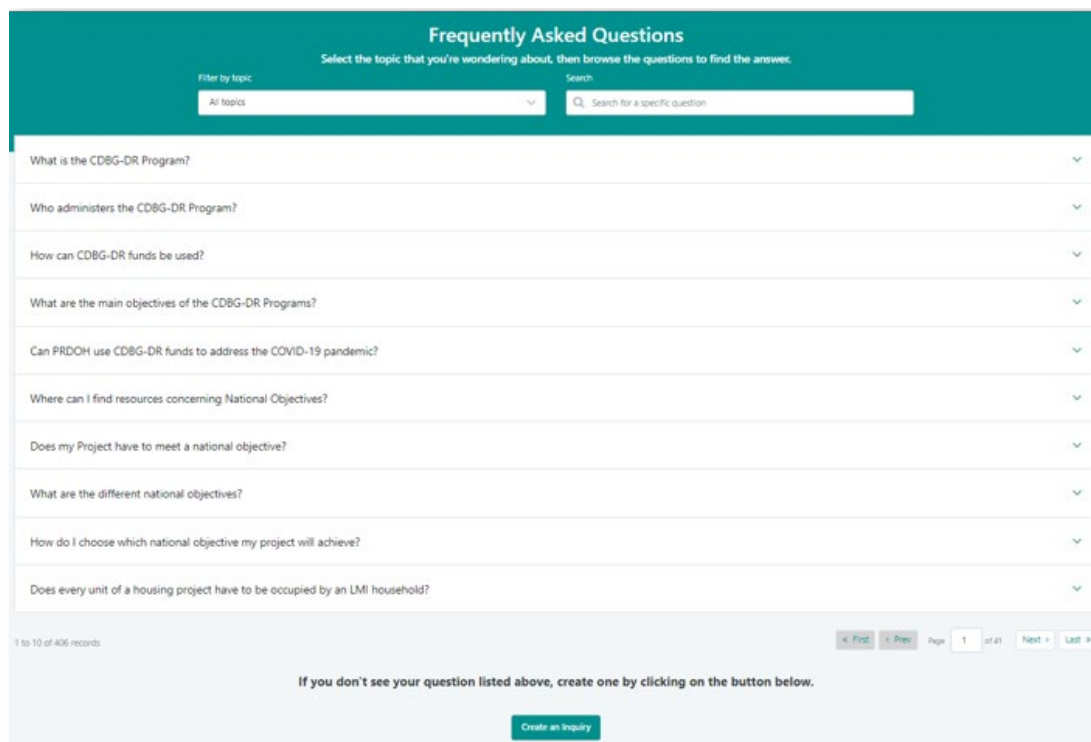 Frequently Asked Questions
Select the topic that you're wondering about, then browse the questions to find the answer.
Filter by topic
Search
All topics
Search for a specific question
What is the CDBG-DR Program?
Who administers the CDBG-DR Program?
How can CDBG-DR funds be used?
What are the main objectives of the CDBG-DR Programs?
Can PRDOH use CDBG-DR funds to address the COVID-19 pandemic?
Where can I find resources concerning National Objectives?
Does my Project have to meet a national objective?
What are the different national objectives?
How do I choose which national objective my project will achieve?
Does every unit of a housing project have to be occupied by an LMI household?
1 to 10 of 406 records
« First ‹ Prev Page 1 of 41 Next › Last »
If you don't see your question listed above, create one by clicking on the button below.
Create an Inquiry